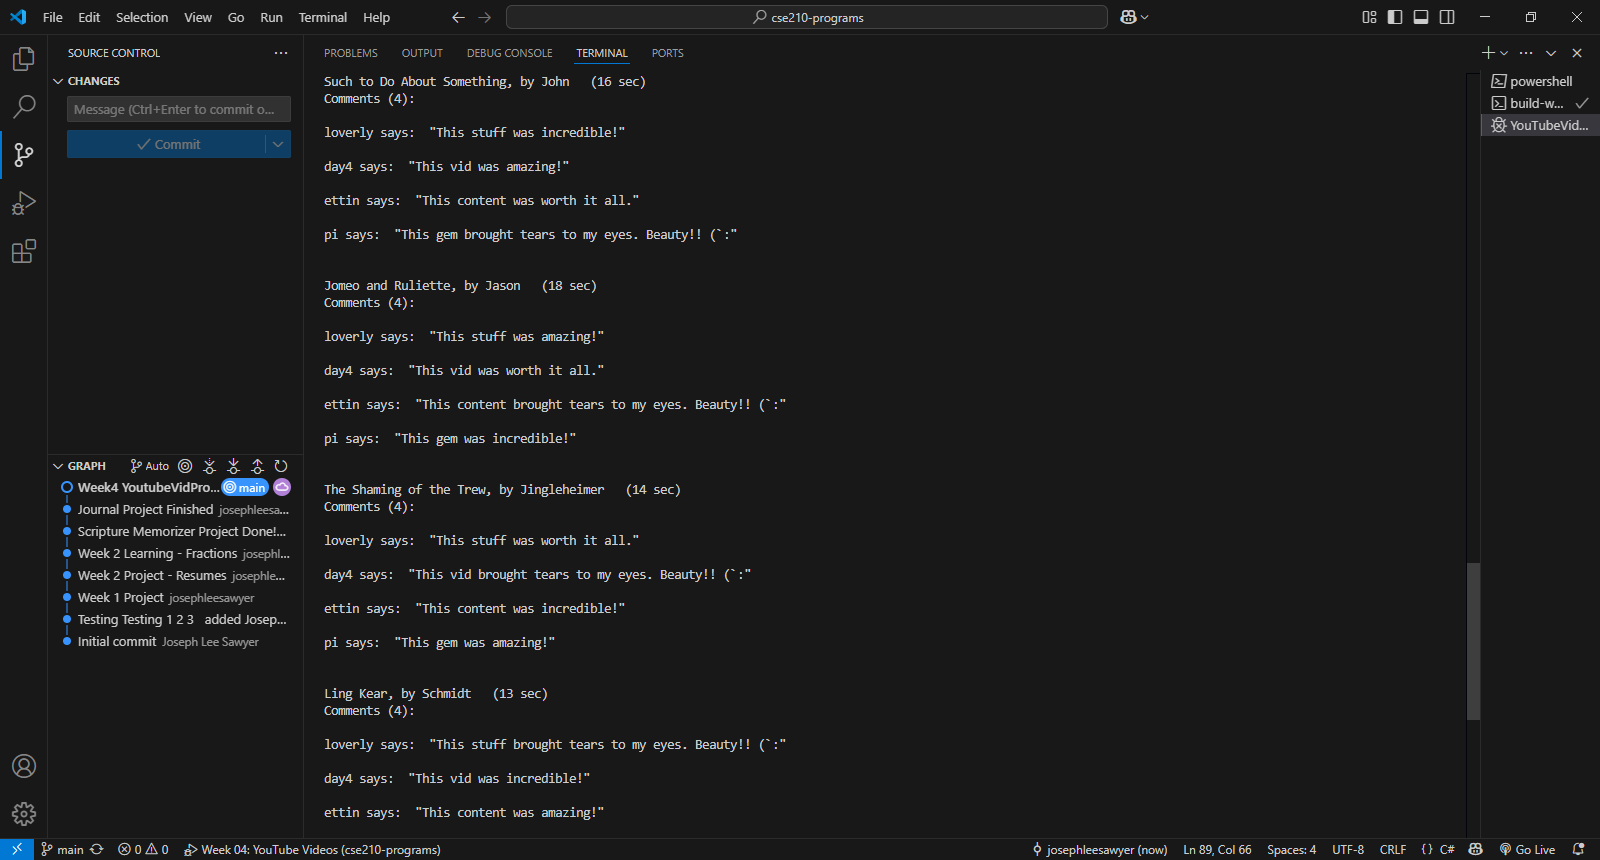 File Edit Selection View Go Run Terminal Help
cse210-programs
SOURCE CONTROL
CHANGES
Message (Ctrl+Enter to commit o...
Commit
GRAPH
Auto
Week4 YoutubeVidPro... main
Journal Project Finished josephleesa...
Scripture Memorizer Project Done!...
Week 2 Learning - Fractions josephl...
Week 2 Project - Resumes josephlee...
Week 1 Project josephleesawyer
Testing Testing 1 2 3 added Josep...
Initial commit Joseph Lee Sawyer
PROBLEMS OUTPUT DEBUG CONSOLE TERMINAL PORTS
Such to Do About Something, by John (16 sec)
Comments (4):
loverly says: "This stuff was incredible!"
day4 says: "This vid was amazing!"
ettin says: "This content was worth it all."
pi says: "This gem brought tears to my eyes. Beauty!! (`:"
Jomeo and Ruliette, by Jason (18 sec)
Comments (4):
loverly says: "This stuff was amazing!"
day4 says: "This vid was worth it all."
ettin says: "This content brought tears to my eyes. Beauty!! (`:"
pi says: "This gem was incredible!"
The Shaming of the Trew, by Jingleheimer (14 sec)
Comments (4):
loverly says: "This stuff was worth it all."
day4 says: "This vid brought tears to my eyes. Beauty!! (`:"
ettin says: "This content was incredible!"
pi says: "This gem was amazing!"
Ling Kear, by Schmidt (13 sec)
Comments (4):
loverly says: "This stuff brought tears to my eyes. Beauty!! (`:"
day4 says: "This vid was incredible!"
ettin says: "This content was amazing!"
powershell
build-w...
YouTubeVid...
main 0 0 Week 04: YouTube Videos (cse210-programs) josephleesawyer (now) Ln 89, Col 66 Spaces: 4 UTF-8 CRLF {} C# Go Live